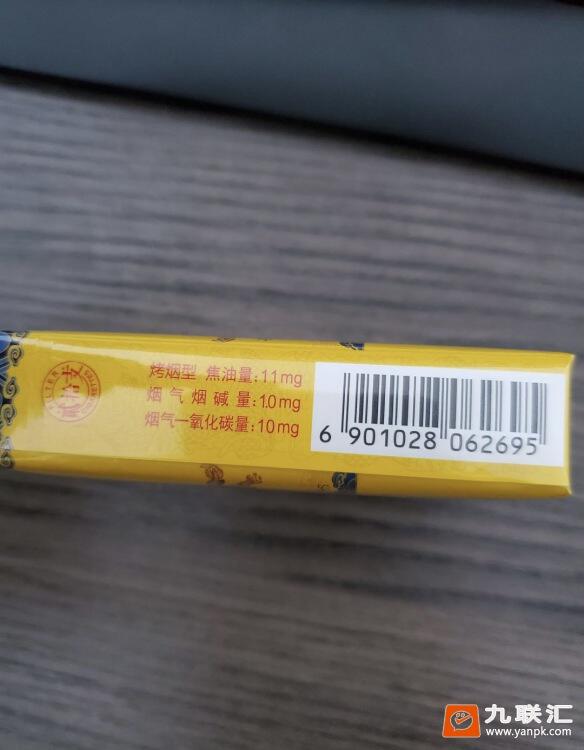 烤烟型 焦油量:11mg
烟气烟碱量:1.0mg
烟气一氧化碳量:10mg
6 901028 062695
九联汇
www.yanpk.com